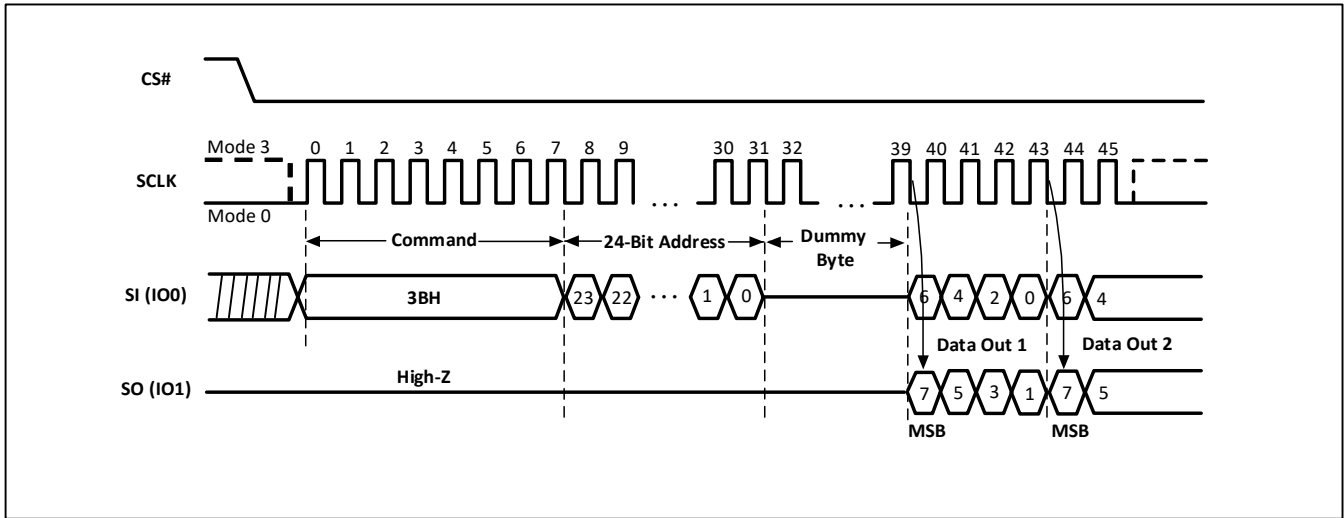 CS#
Mode 3 0 1 2 3 4 5 6 7 8 9 30 31 32 39 40 41 42 43 44 45
SCLK
... ...
Mode 0
Command 24-Bit Address Dummy
Byte
SI (IO0) 3BH 23 22 ... 1 0 6 4 2 0 6 4
Data Out 1 Data Out 2
High-Z
SO (IO1) 7 5 3 1 7 5
MSB MSB